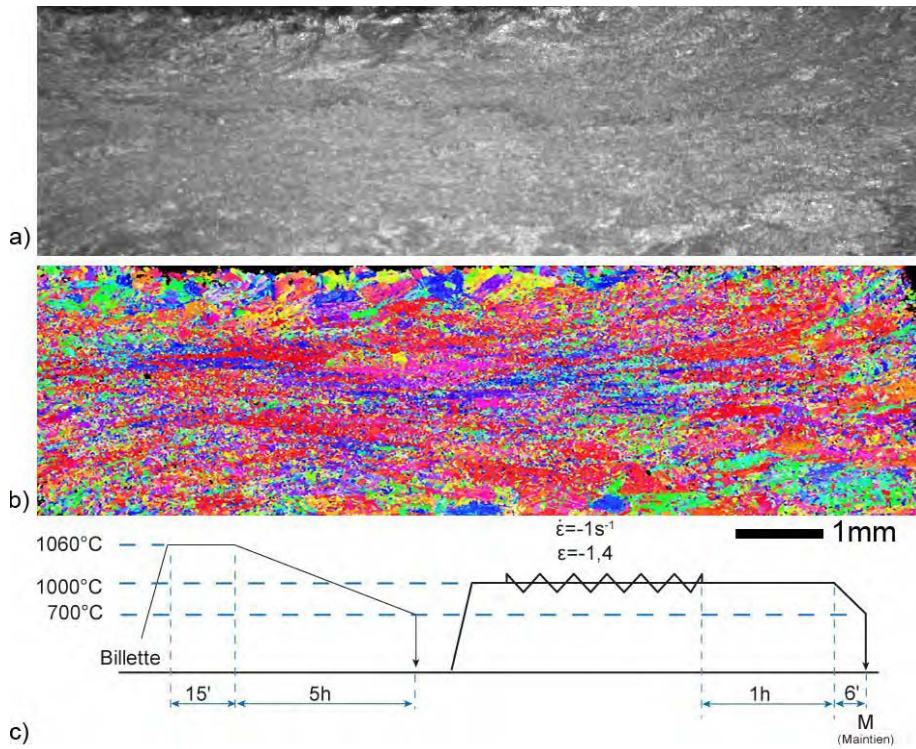 a)
b)
1mm
ε̇=-1s⁻¹
ε=-1,4
1060°C
1000°C
700°C
Billette
15'
5h
1h
6'
M
(Maintien)
c)